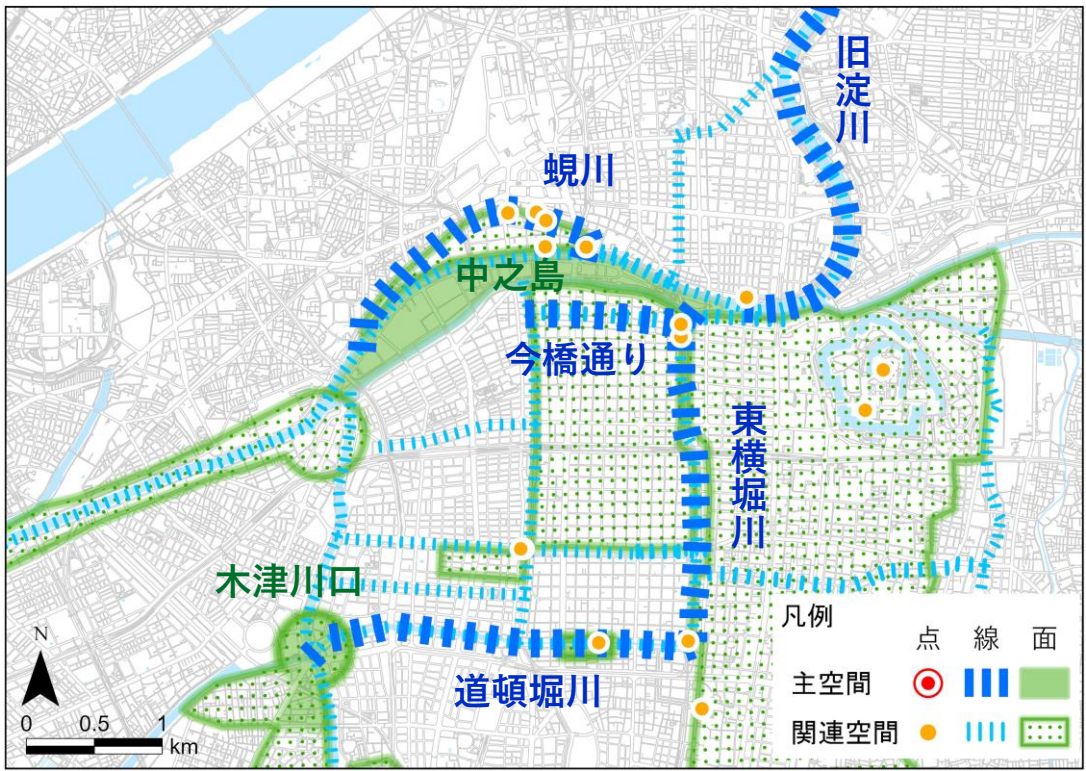 旧淀川
蜆川
中之島
今橋通り
東横堀川
木津川口
道頓堀川
N
0 0.5 1
km
凡例
点 線 面
主空間
関連空間